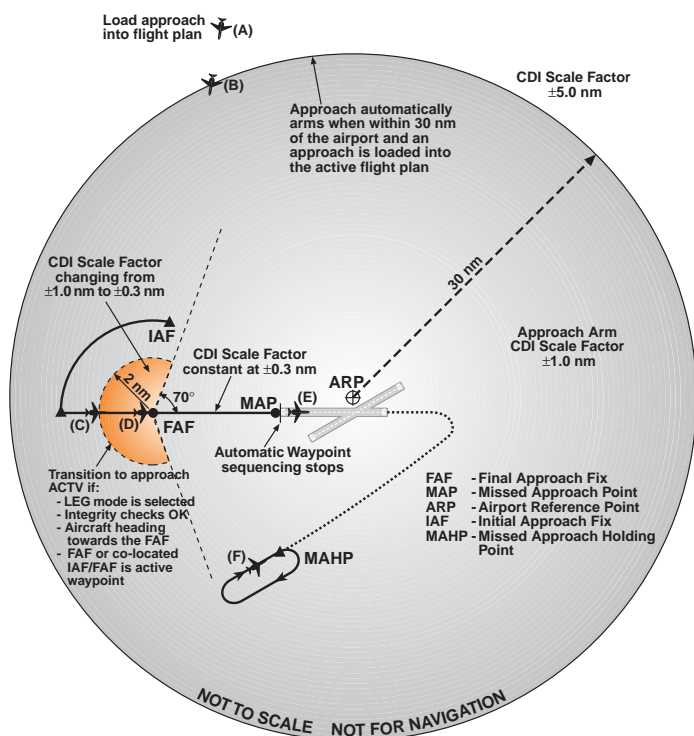 Load approach
into flight plan
(A)
(B)
CDI Scale Factor
±5.0 nm
Approach automatically
arms when within 30 nm
of the airport and an
approach is loaded into
the active flight plan
30 nm
CDI Scale Factor
changing from
±1.0 nm to ±0.3 nm
IAF
CDI Scale Factor
constant at ±0.3 nm
Approach Arm
CDI Scale Factor
±1.0 nm
2 nm
70°
ARP
MAP
(E)
(C)
(D)
FAF
Automatic Waypoint
sequencing stops
Transition to approach
ACTV if:
- LEG mode is selected
- Integrity checks OK
- Aircraft heading
towards the FAF
- FAF or co-located
IAF/FAF is active
waypoint
FAF - Final Approach Fix
MAP - Missed Approach Point
ARP - Airport Reference Point
IAF - Initial Approach Fix
MAHP - Missed Approach Holding
Point
(F)
MAHP
NOT TO SCALE NOT FOR NAVIGATION